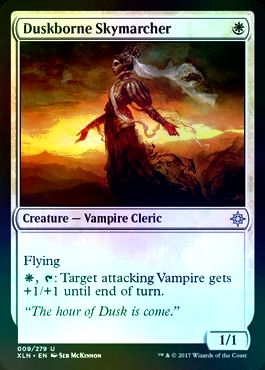 Duskborne Skymarcher
Creature — Vampire Cleric
Flying
, : Target attacking Vampire gets
+1/+1 until end of turn.
"The hour of Dusk is come."
1/1
009/279 U
XLN • EN Seb McKinnon
™ & © 2017 Wizards of the Coast